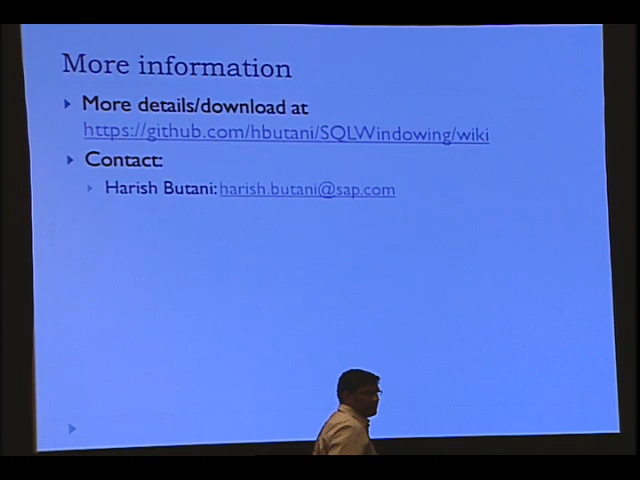 More information
More details/download at
https://github.com/hbutani/SQLWindowing/wiki
Contact:
Harish Butani: harish.butani@sap.com